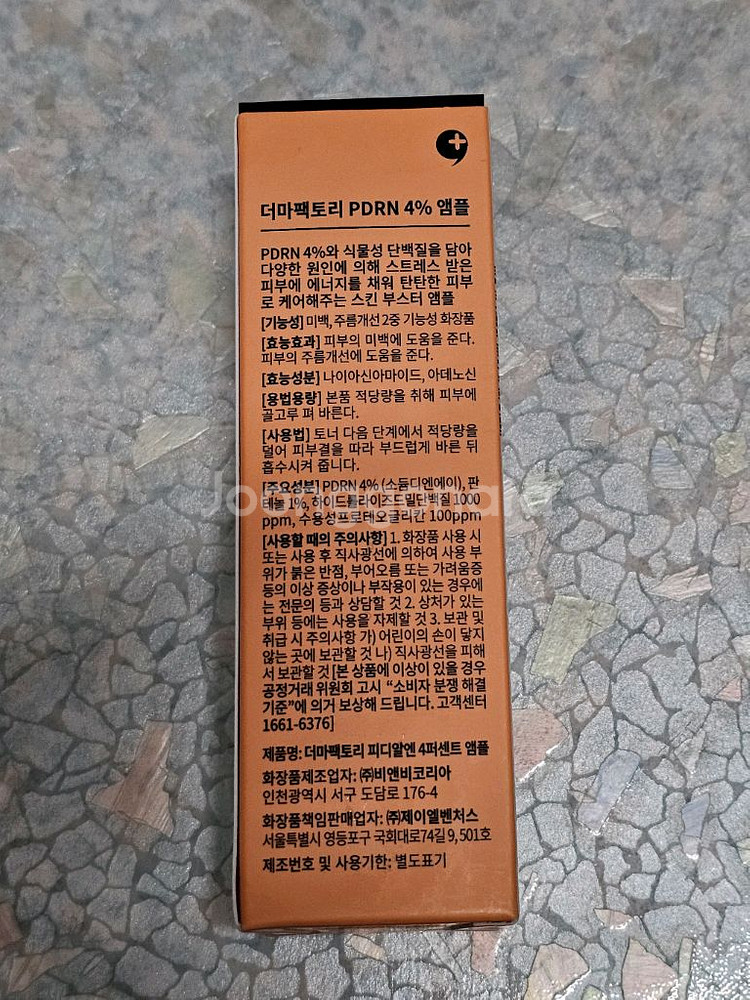 더마팩토리 PDRN 4% 앰플
PDRN 4%와 식물성 단백질을 담아
다양한 원인에 의해 스트레스 받은
피부에 에너지를 채워 탄탄한 피부
로 케어해주는 스킨 부스터 앰플
[기능성] 미백, 주름개선 2중 기능성 화장품
[효능효과] 피부의 미백에 도움을 준다.
피부의 주름개선에 도움을 준다.
[효능성분] 나이아신아마이드, 아데노신
[용법용량] 본품 적당량을 취해 피부에
골고루 펴 바른다.
[사용법] 토너 다음 단계에서 적당량을
덜어 피부결을 따라 부드럽게 바른 뒤
흡수시켜 줍니다.
[주요성분] PDRN 4% (소듐디엔에이), 판
테놀 1%, 하이드롤라이즈드밀단백질 1000
ppm, 수용성프로테오글리칸 100ppm
[사용할 때의 주의사항] 1. 화장품 사용 시
또는 사용 후 직사광선에 의하여 사용 부
위가 붉은 반점, 부어오름 또는 가려움증
등의 이상 증상이나 부작용이 있는 경우에
는 전문의 등과 상담할 것 2. 상처가 있는
부위 등에는 사용을 자제할 것 3. 보관 및
취급 시 주의사항 가) 어린이의 손이 닿지
않는 곳에 보관할 것 나) 직사광선을 피해
서 보관할 것 [본 상품에 이상이 있을 경우
공정거래 위원회 고시 “소비자 분쟁 해결
기준”에 의거 보상해 드립니다. 고객센터
1661-6376]
제품명: 더마팩토리 피디알엔 4퍼센트 앰플
화장품제조업자: ㈜비앤비코리아
인천광역시 서구 도담로 176-4
화장품책임판매업자: ㈜제이엘벤처스
서울특별시 영등포구 국회대로74길 9, 501호
제조번호 및 사용기한: 별도표기
Joonggonara